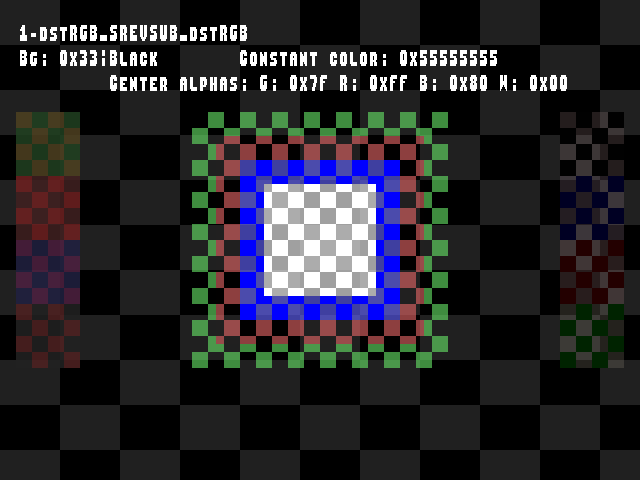 1-dstRGB_SREVSUB_dstRGB
Bg: 0x33;Black Constant color: 0x55555555
Center alphas: G: 0x7f R: 0xff B: 0x80 W: 0x00